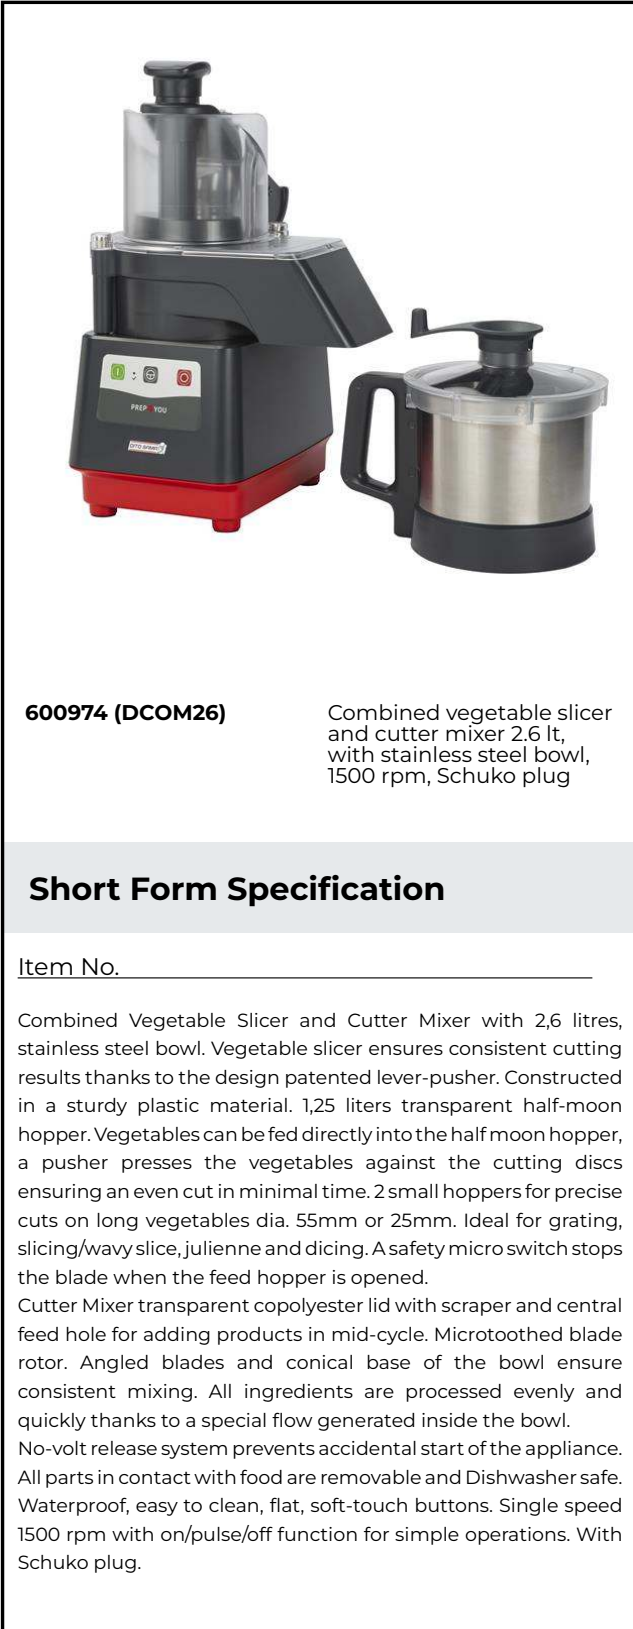 PREP4YOU
DITO SAMA
600974 (DCOM26)
Combined vegetable slicer
and cutter mixer 2.6 lt,
with stainless steel bowl,
1500 rpm, Schuko plug
Short Form Specification
Item No.
Combined Vegetable Slicer and Cutter Mixer with 2,6 litres,
stainless steel bowl. Vegetable slicer ensures consistent cutting
results thanks to the design patented lever-pusher. Constructed
in a sturdy plastic material. 1,25 liters transparent half-moon
hopper. Vegetables can be fed directly into the half moon hopper,
a pusher presses the vegetables against the cutting discs
ensuring an even cut in minimal time. 2 small hoppers for precise
cuts on long vegetables dia. 55mm or 25mm. Ideal for grating,
slicing/wavy slice, julienne and dicing. A safety micro switch stops
the blade when the feed hopper is opened.
Cutter Mixer transparent copolyester lid with scraper and central
feed hole for adding products in mid-cycle. Microtoothed blade
rotor. Angled blades and conical base of the bowl ensure
consistent mixing. All ingredients are processed evenly and
quickly thanks to a special flow generated inside the bowl.
No-volt release system prevents accidental start of the appliance.
All parts in contact with food are removable and Dishwasher safe.
Waterproof, easy to clean, flat, soft-touch buttons. Single speed
1500 rpm with on/pulse/off function for simple operations. With
Schuko plug.